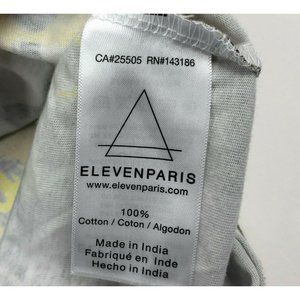 CA#25505 RN#143186
ELEVENPARIS
www.elevenparis.com
100%
Cotton / Coton / Algodon
Made in India
Fabriqué en Inde
Hecho in India